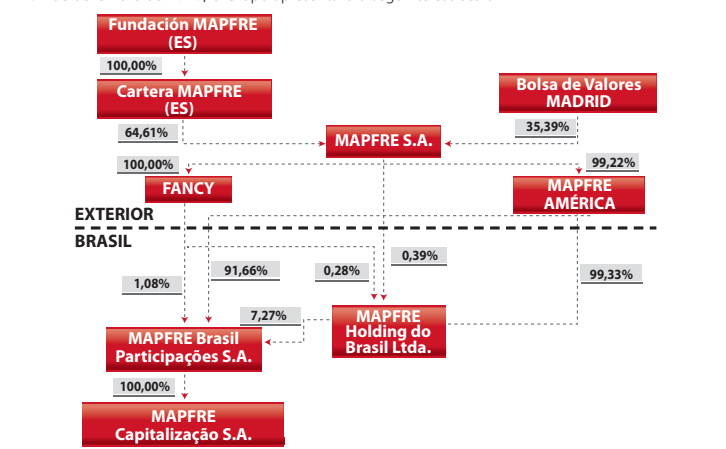 Fundación MAPFRE
(ES)
100,00%
Cartera MAPFRE
(ES)
Bolsa de Valores
MADRID
64,61%
35,39%
MAPFRE S.A.
100,00%
99,22%
FANCY
MAPFRE
AMÉRICA
EXTERIOR
BRASIL
1,08%
91,66%
0,28%
0,39%
99,33%
7,27%
MAPFRE
Holding do
Brasil Ltda.
MAPFRE Brasil
Participações S.A.
100,00%
MAPFRE
Capitalização S.A.